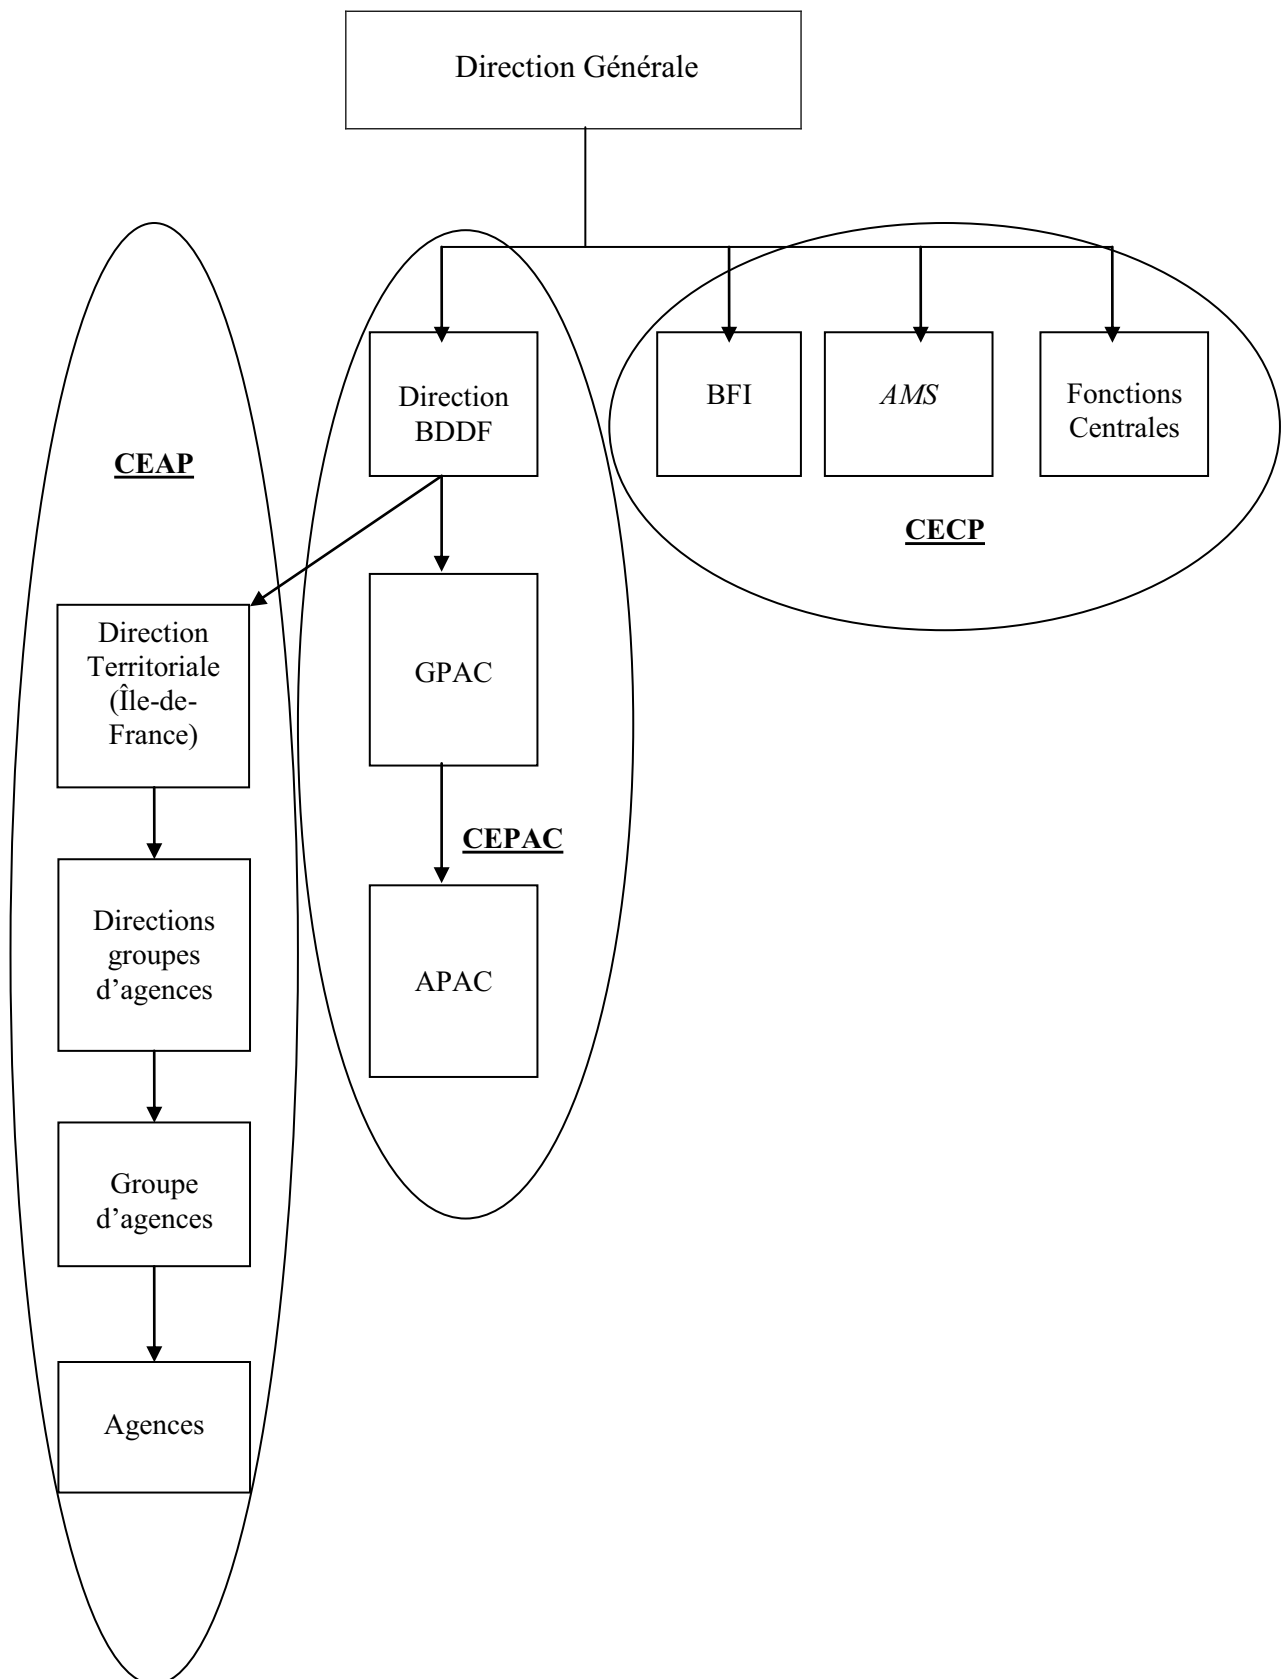 Direction Générale
Direction
BDDF
BFI
AMS
Fonctions
Centrales
CEAP
CECP
Direction
Territoriale
(Île-de-
France)
GPAC
CEPAC
Directions
groupes
d’agences
APAC
Groupe
d’agences
Agences